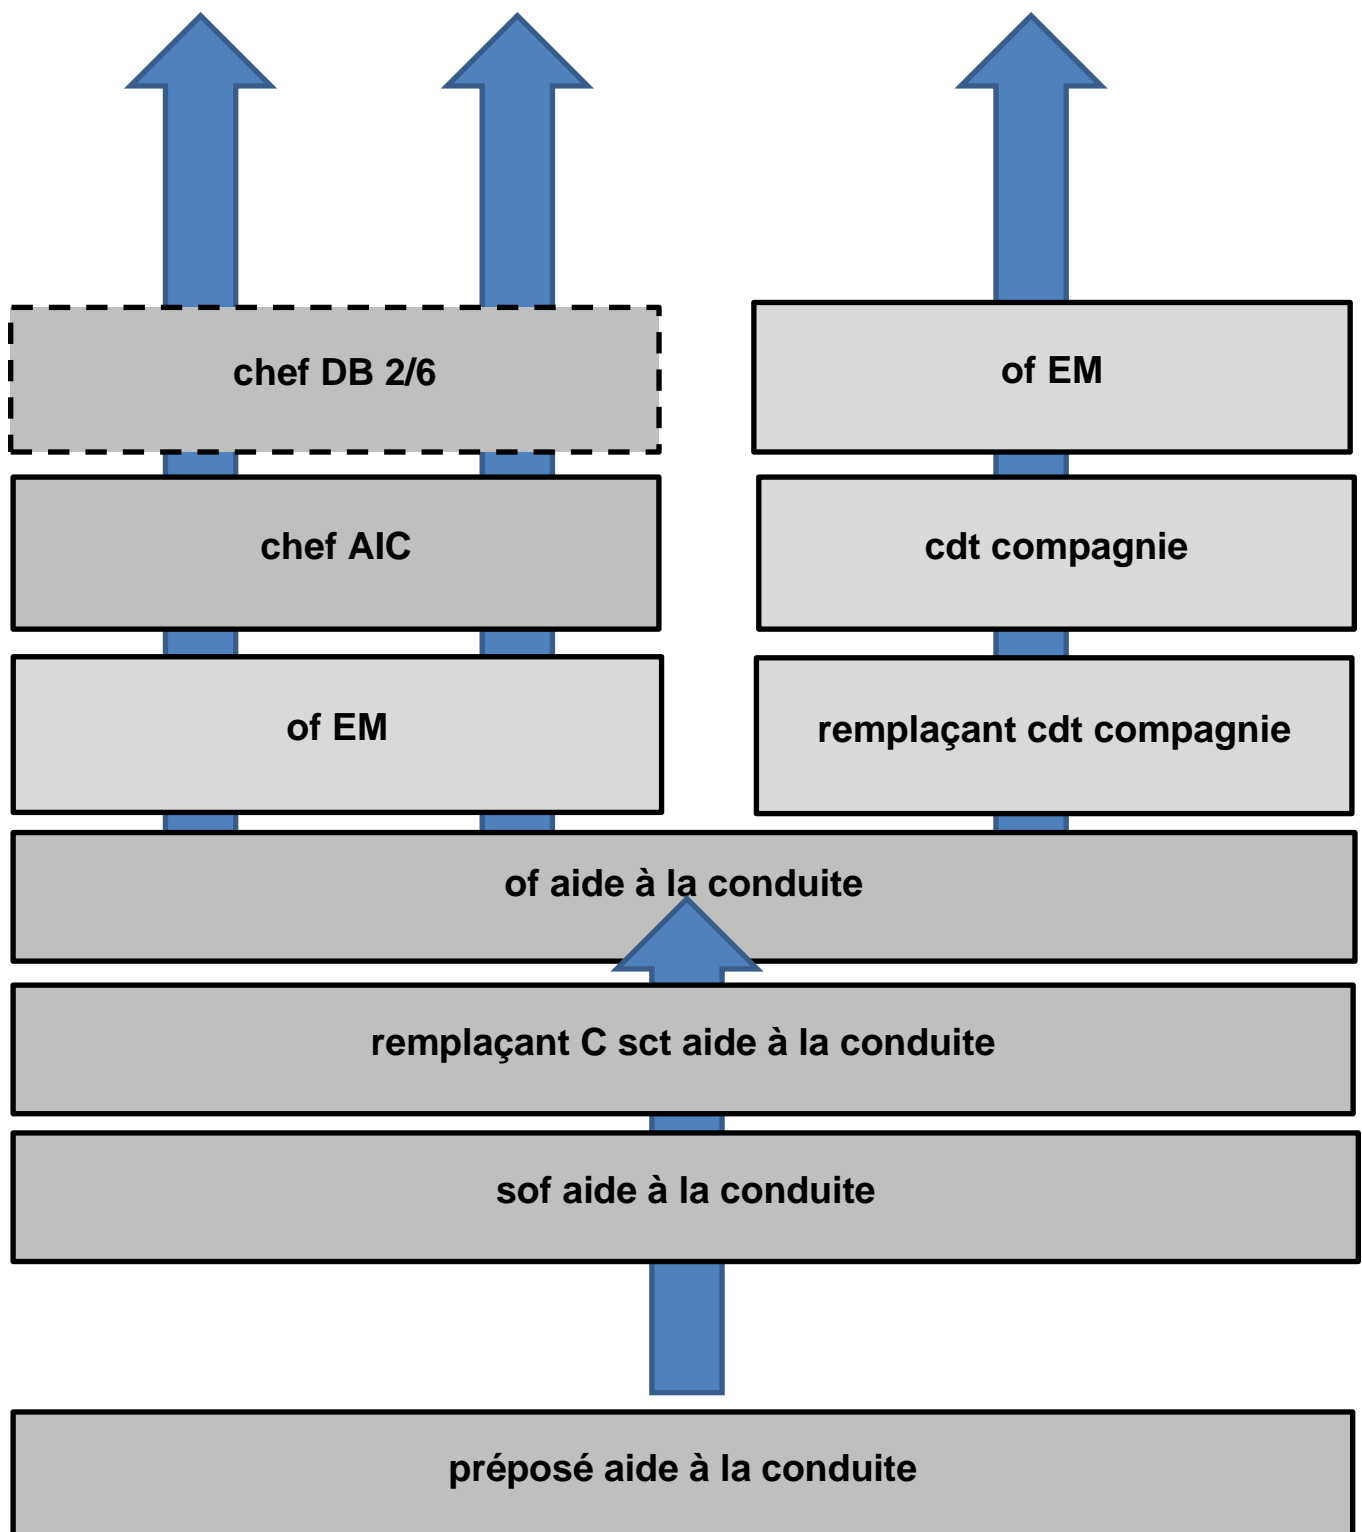 chef DB 2/6
of EM
chef AIC
cdt compagnie
of EM
remplaçant cdt compagnie
of aide à la conduite
remplaçant C sct aide à la conduite
sof aide à la conduite
préposé aide à la conduite